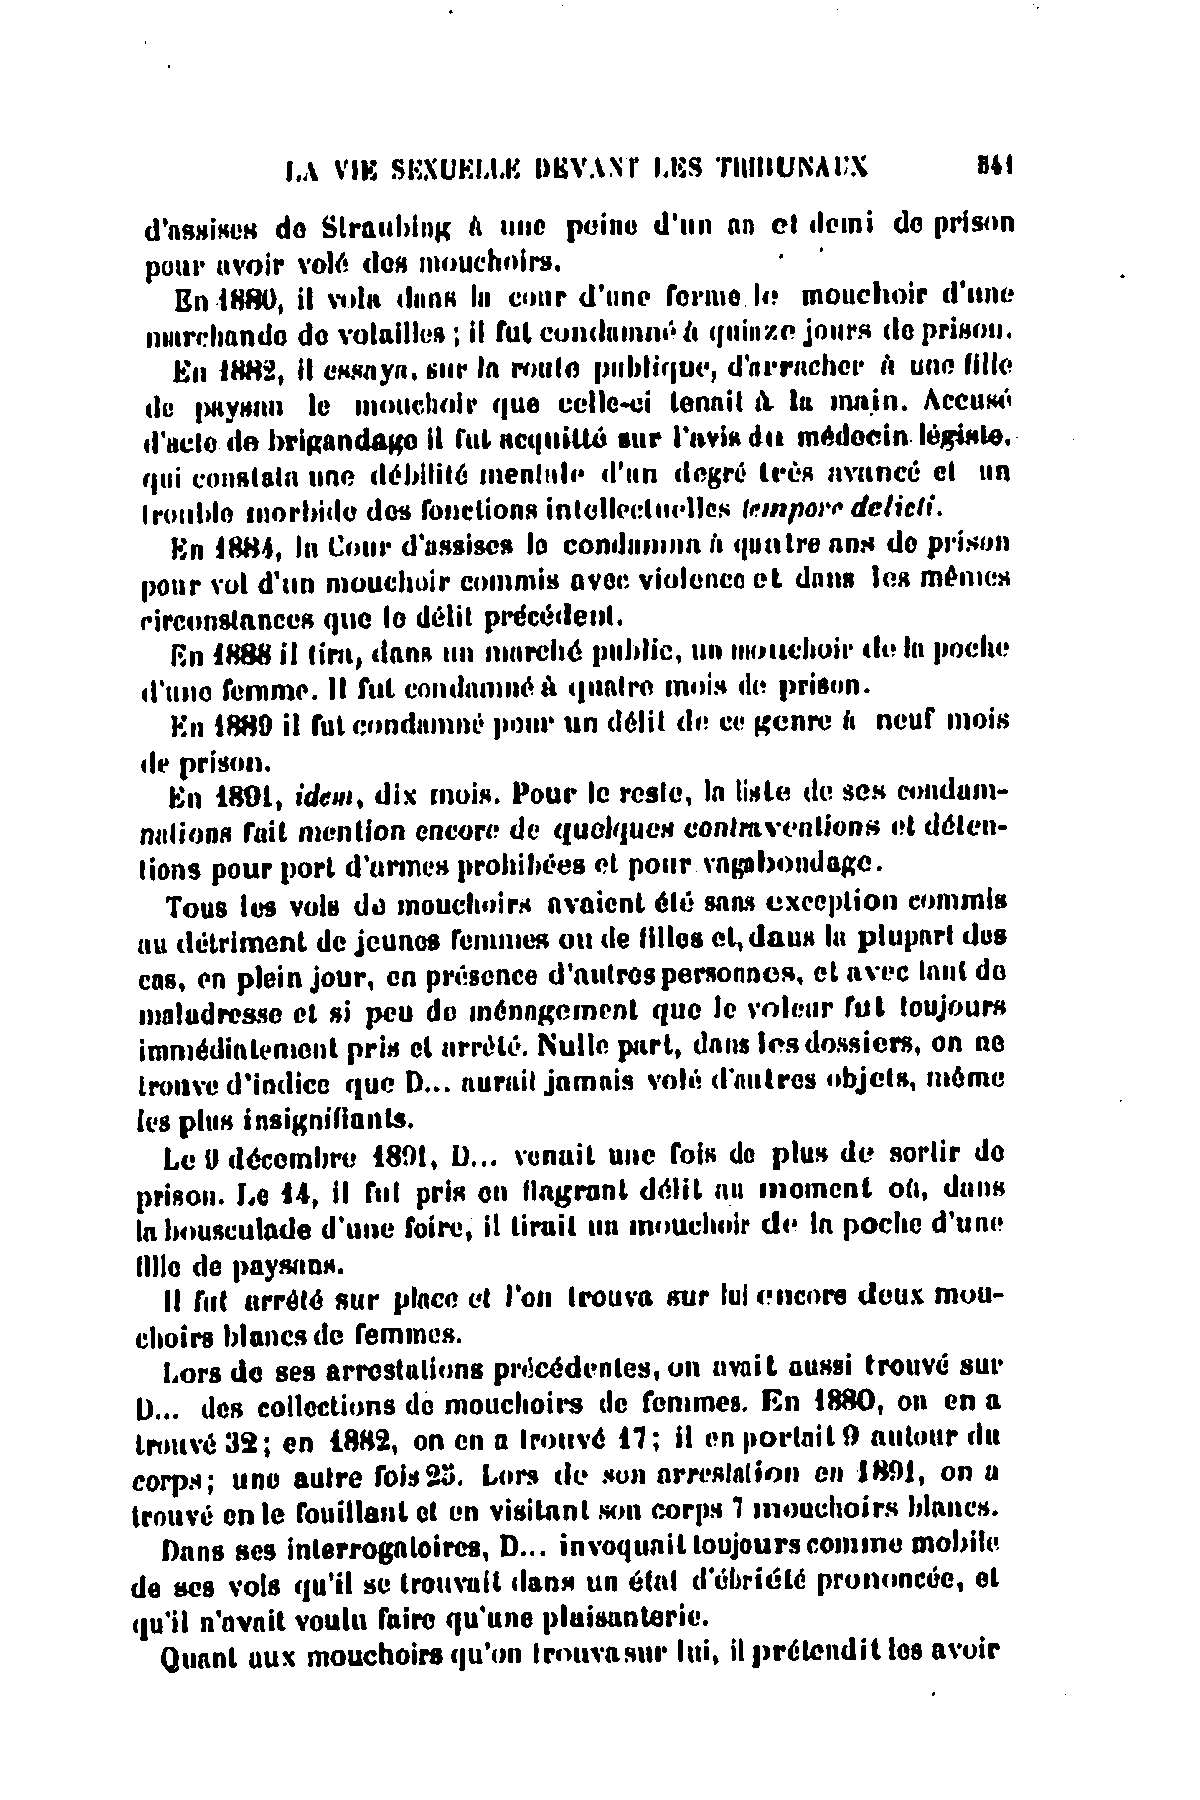 LA VIE SEXUELLE DEVANT LES TRIBUNAUX 541
d'assises de Straubing à une peine d'un an et demi de prison
pour avoir volé des mouchoirs.
En 1880, il vola dans la cour d'une ferme le mouchoir d'une
marchande de volailles ; il fut condamné à quinze jours de prison.
En 1882, il essaya, sur la route publique, d'arracher à une fille
de paysan le mouchoir que celle-ci tenait à la main. Accusé
d'acte de brigandage il fut acquitté sur l'avis du médecin légiste,
qui constata une débilité mentale d'un degré très avancé et un
trouble morbide des fonctions intellectuelles tempore delicti.
En 1884, la Cour d'assises le condamna à quatre ans de prison
pour vol d'un mouchoir commis avec violence et dans les mêmes
circonstances que le délit précédent.
En 1888 il tira, dans un marché public, un mouchoir de la poche
d'une femme. Il fut condamné à quatre mois de prison.
En 1889 il fut condamné pour un délit de ce genre à neuf mois
de prison.
En 1891, idem, dix mois. Pour le reste, la liste de ses condam-
nations fait mention encore de quelques contraventions et déten-
tions pour port d'armes prohibées et pour vagabondage.
Tous les vols de mouchoirs avaient été sans exception commis
au détriment de jeunes femmes ou de filles et, dans la plupart des
cas, en plein jour, en présence d'autres personnes, et avec tant de
maladresse et si peu de ménagement que le voleur fut toujours
immédiatement pris et arrêté. Nulle part, dans les dossiers, on ne
trouve d'indice que D... aurait jamais volé d'autres objets, même
les plus insignifiants.
Le 9 décembre 1891, D... venait une fois de plus de sortir de
prison. Le 14, il fut pris en flagrant délit au moment où, dans
la bousculade d'une foire, il tirait un mouchoir de la poche d'une
fille de paysans.
Il fut arrêté sur place et l'on trouva sur lui encore deux mou-
choirs blancs de femmes.
Lors de ses arrestations précédentes, on avait aussi trouvé sur
D... des collections de mouchoirs de femmes. En 1880, on en a
trouvé 32 ; en 1882, on en a trouvé 17 ; il en portait 9 autour du
corps ; une autre fois 25. Lors de son arrestation en 1891, on a
trouvé en le fouillant et en visitant son corps 7 mouchoirs blancs.
Dans ses interrogatoires, D... invoquait toujours comme mobile
de ses vols qu'il se trouvait dans un état d'ébriété prononcée, et
qu'il n'avait voulu faire qu'une plaisanterie.
Quant aux mouchoirs qu'on trouva sur lui, il prétendit les avoir